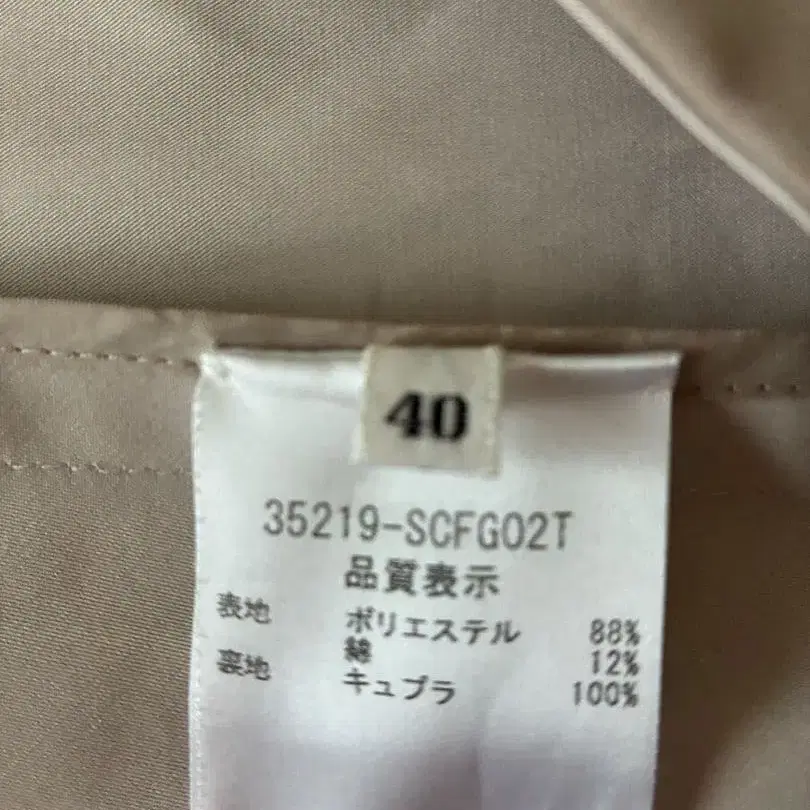 40
35219-SCFG02T
品質表示
表地 ポリエステル 88%
綿 12%
裏地 キュプラ 100%